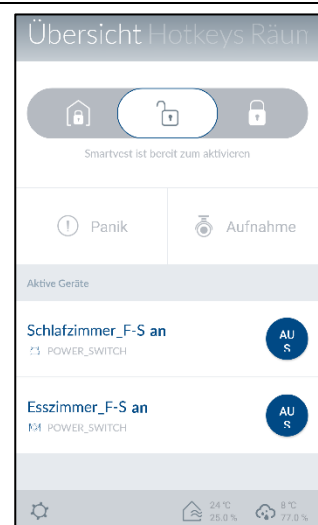 Übersicht Hotkeys Räun
Smartvest ist bereit zum aktivieren
Panik Aufnahme
Aktive Geräte
Schlafzimmer_F-S an
AU
S
POWER_SWITCH
Esszimmer_F-S an
AU
S
POWER_SWITCH
24 °C 8 °C
25.0 % 77.0 %